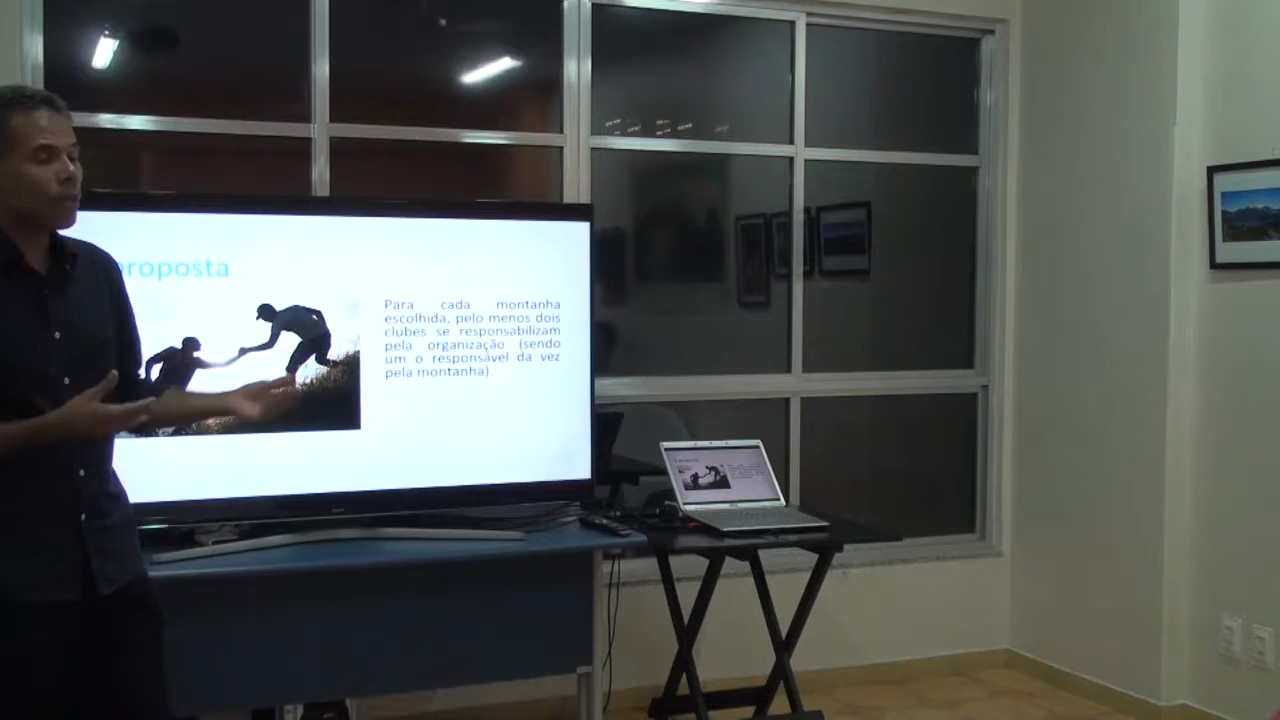 proposta
Para cada montanha
escolhida, pelo menos dois
clubes se responsabilizam
pela organização (sendo
um o responsável da vez
pela montanha).